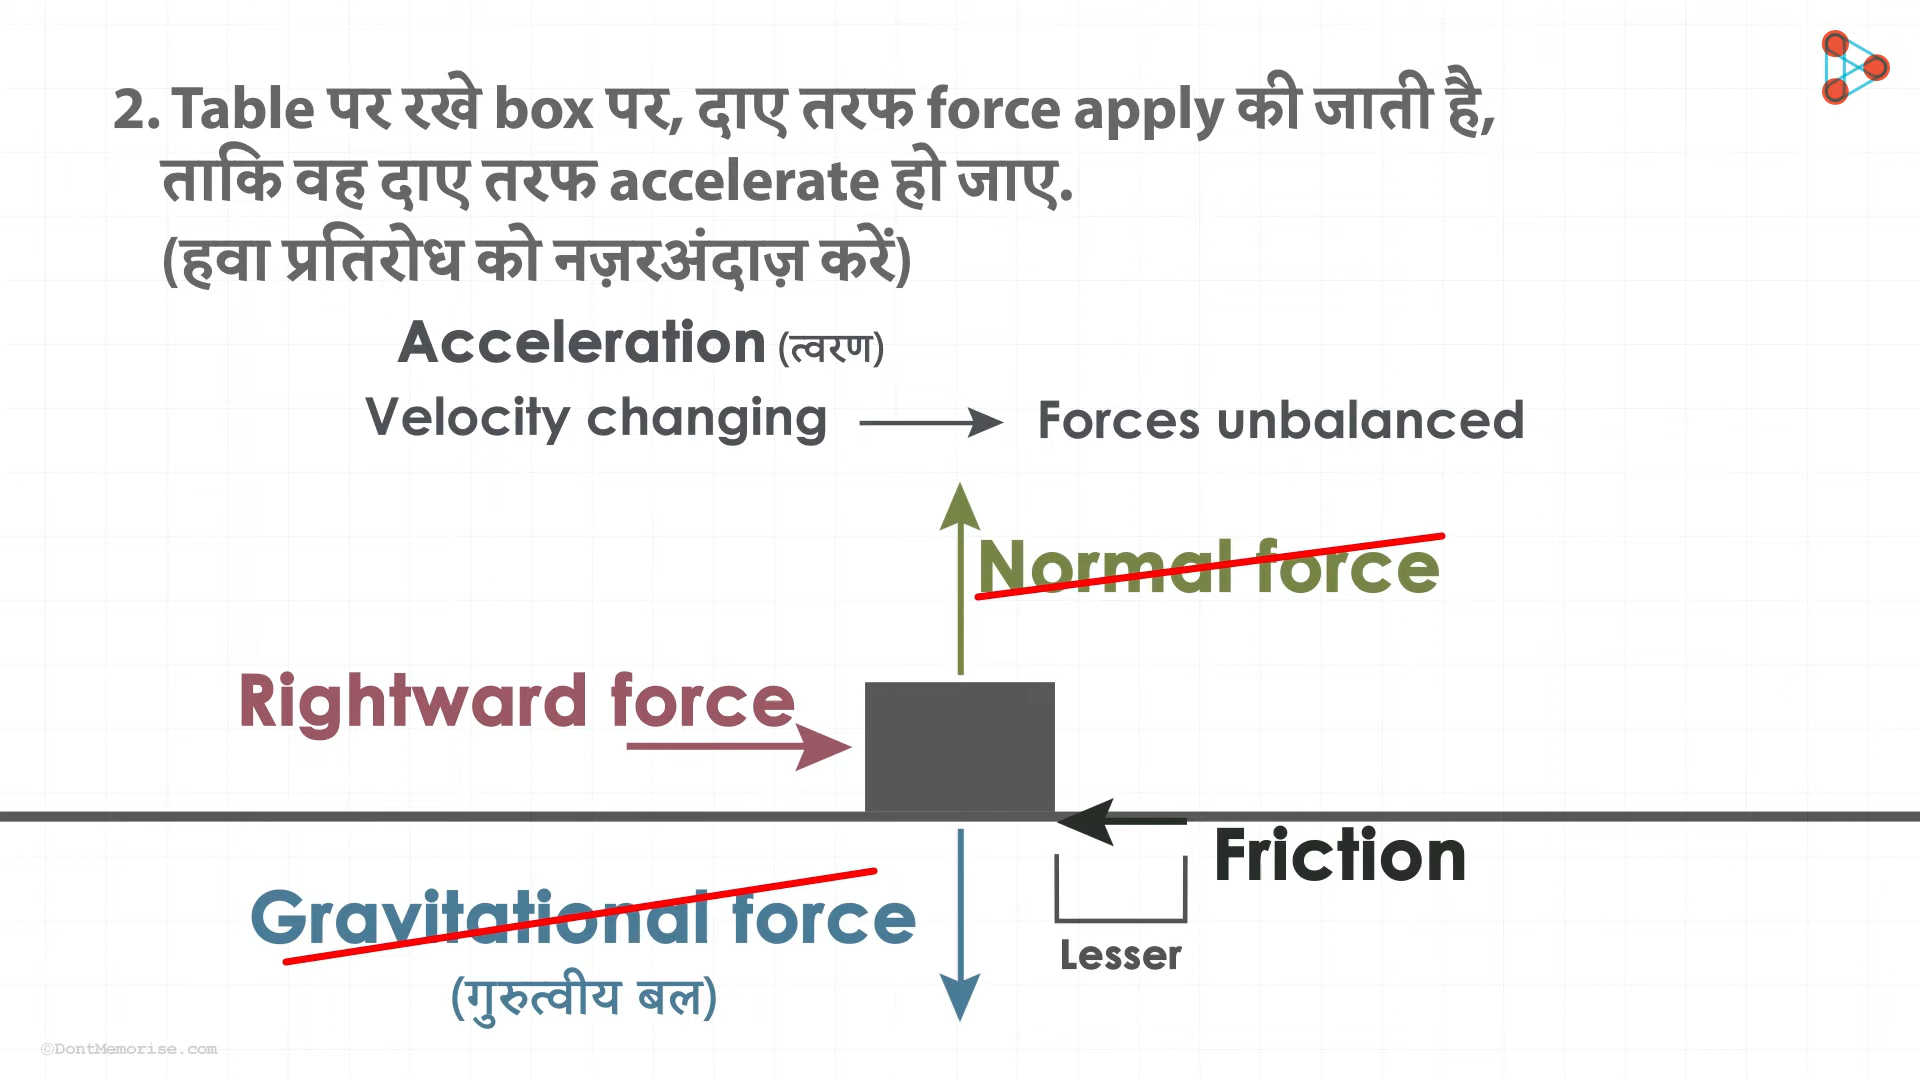 2. Table पर रखे box पर, दाए तरफ force apply की जाती है,
ताकि वह दाए तरफ accelerate हो जाए.
(हवा प्रतिरोध को नज़रअंदाज़ करें)
Acceleration (त्वरण)
Velocity changing
Forces unbalanced
Normal force
Rightward force
Friction
Gravitational force
Lesser
(गुरुत्वीय बल)
©DontMemorise.com